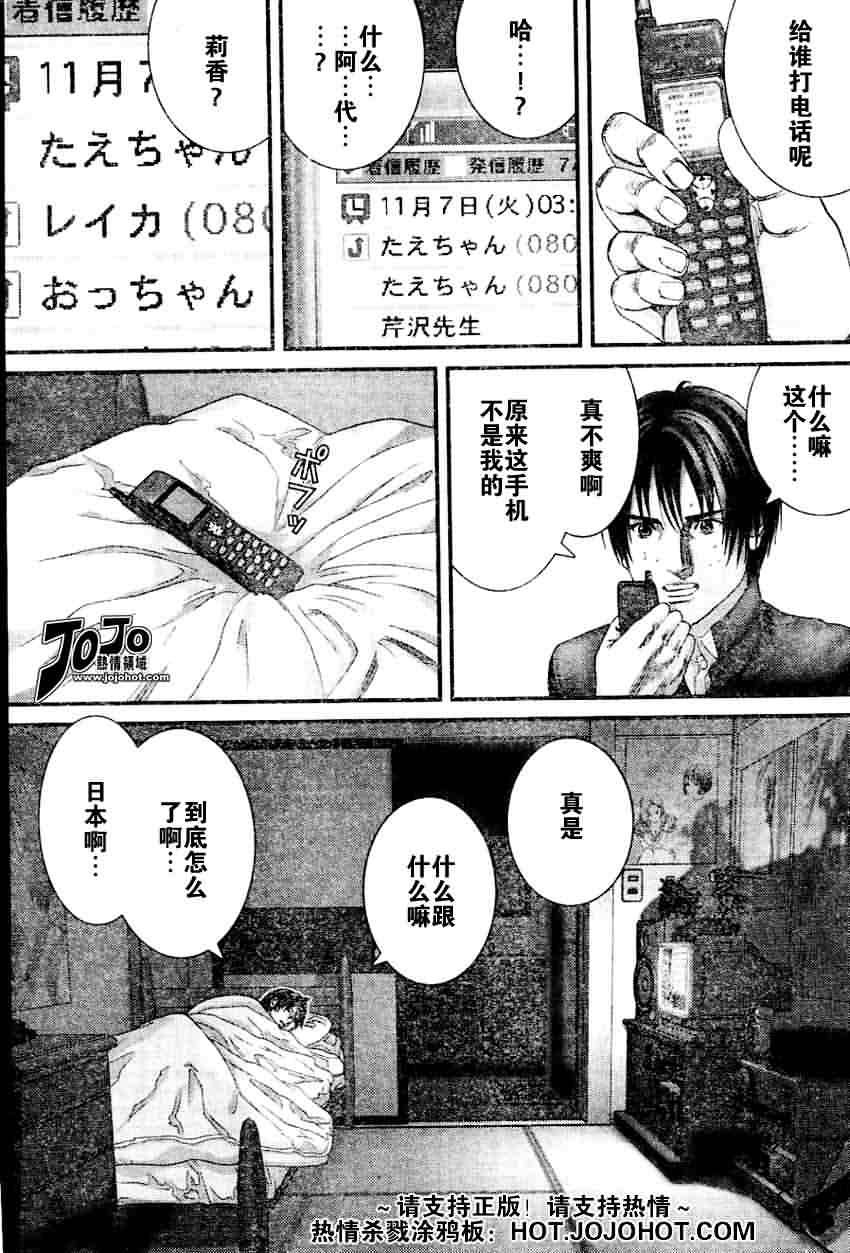 给谁打电话呢
哈…!?
着信履歴 発信履歴
11月7日(火)03:
たえちゃん(080
たえちゃん(080
芹沢先生
什么…
…阿…代…
…?
莉香?
着信履歴
11月7
たえちゃん
レイカ(080
おっちゃん
什么嘛
这个……
真不爽啊
原来这手机
不是我的
ポフッ
JOJO
熱情領域
www.jojohot.com
真是
什么跟
什么嘛
到底怎么
了啊…
日本啊…
~请支持正版!请支持热情~
热情杀戮涂鸦板:HOT.JOJOHOT.COM